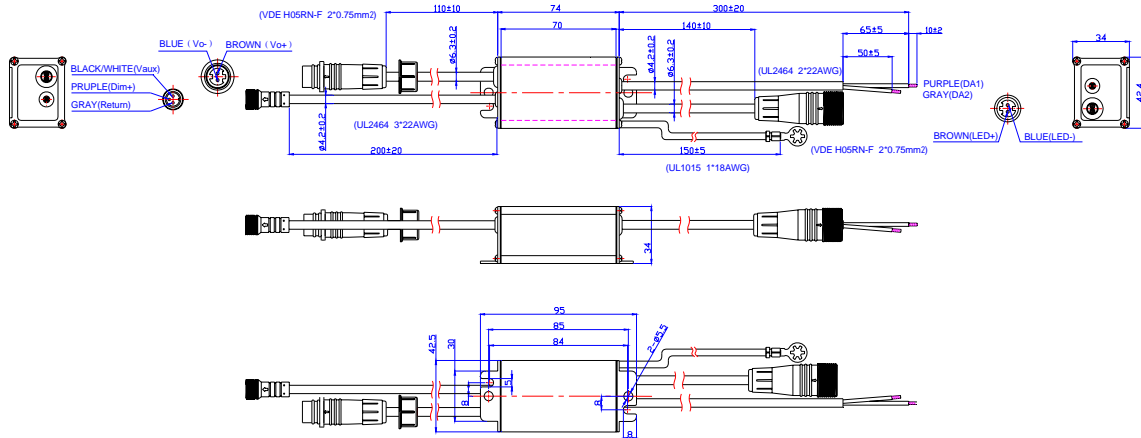 (VDE H05RN-F 2*0.75mm2)
110±10
74
300±20
70
140±10
65±5
10±2
50±5
34
BLUE (Vo-)
BROWN (Vo+)
BLACK/WHITE(Vaux)
PRUPLE(Dim+)
GRAY(Return)
ø6.3±0.2
ø4.2±0.2
ø6.3±0.2
(UL2464 2*22AWG)
PURPLE(DA1)
GRAY(DA2)
42.4
ø4.2±0.2
(UL2464 3*22AWG)
BROWN(LED+)
BLUE(LED-)
200±20
150±5
(VDE H05RN-F 2*0.75mm2)
(UL1015 1*18AWG)
34
95
85
84
2-ø5.5
42.5
30
5
8
8
8